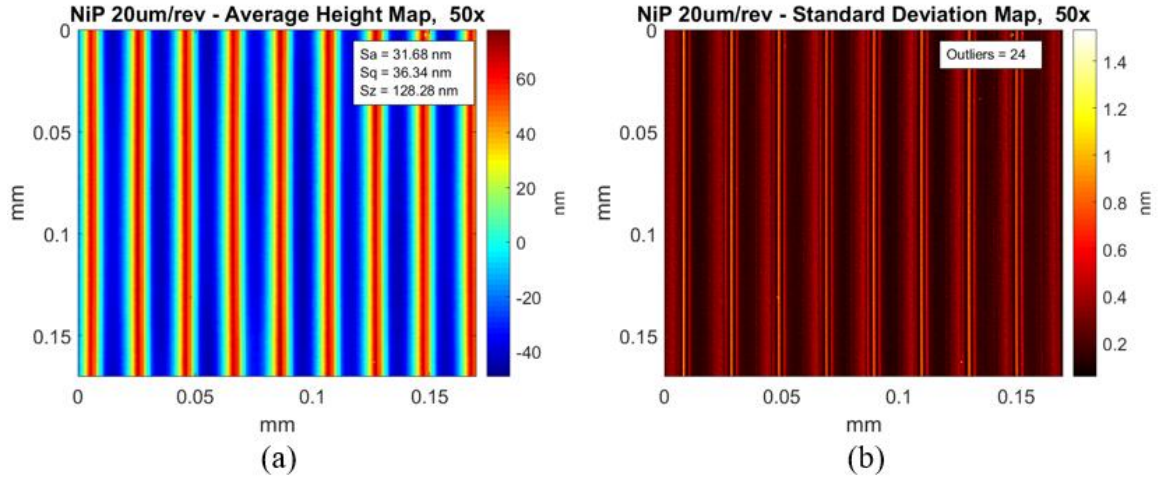 NiP 20um/rev - Average Height Map,  50x
Sa = 31.68 nm
Sq = 36.34 nm
Sz = 128.28 nm
0
0.05
0.1
0.15
mm
0
0.05
0.1
0.15
mm
60
40
20
0
-20
-40
nm
(a)
NiP 20um/rev - Standard Deviation Map,  50x
Outliers = 24
0
0.05
0.1
0.15
mm
0
0.05
0.1
0.15
mm
1.4
1.2
1
0.8
0.6
0.4
0.2
nm
(b)